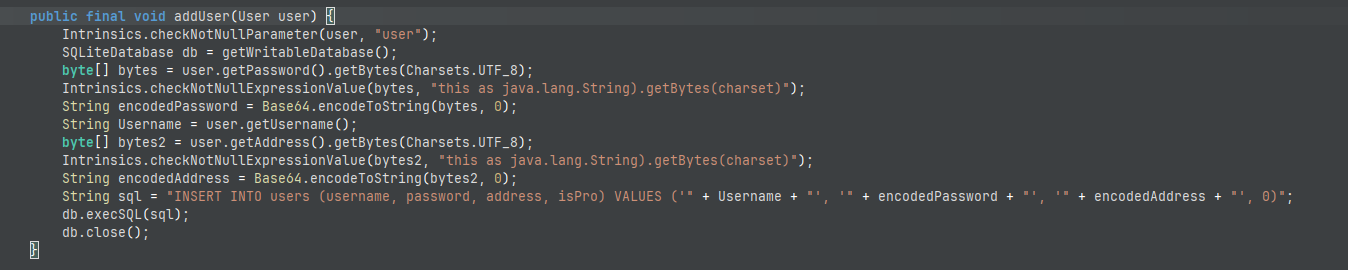 public final void addUser(User user) {
Intrinsics.checkNotNullParameter(user, "user");
SQLiteDatabase db = getWritableDatabase();
byte[] bytes = user.getPassword().getBytes(Charsets.UTF_8);
Intrinsics.checkNotNullExpressionValue(bytes, "this as java.lang.String).getBytes(charset)");
String encodedPassword = Base64.encodeToString(bytes, 0);
String Username = user.getUsername();
byte[] bytes2 = user.getAddress().getBytes(Charsets.UTF_8);
Intrinsics.checkNotNullExpressionValue(bytes2, "this as java.lang.String).getBytes(charset)");
String encodedAddress = Base64.encodeToString(bytes2, 0);
String sql = "INSERT INTO users (username, password, address, isPro) VALUES ('" + Username + "', '" + encodedPassword + "', '" + encodedAddress + "', 0)";
db.execSQL(sql);
db.close();
}